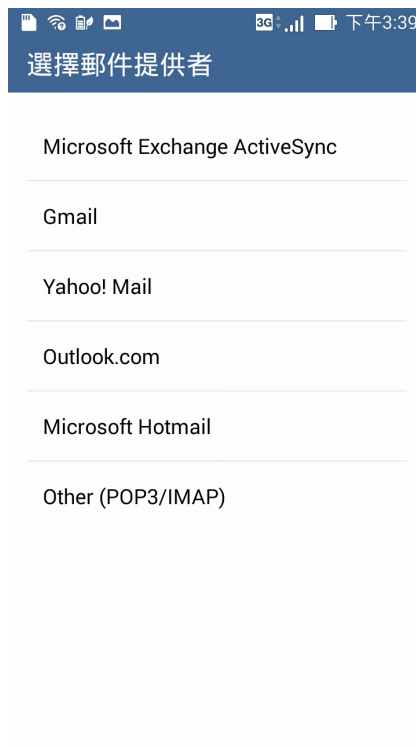 3G 下午3:39
選擇郵件提供者
Microsoft Exchange ActiveSync
Gmail
Yahoo! Mail
Outlook.com
Microsoft Hotmail
Other (POP3/IMAP)